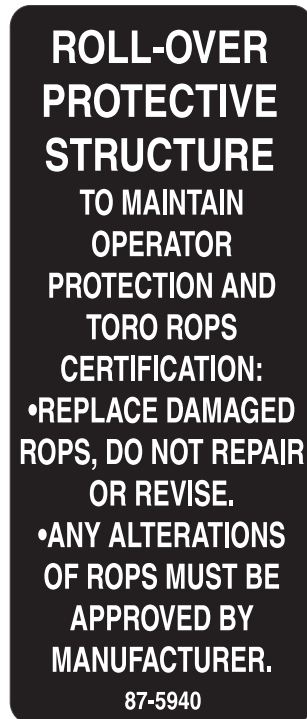 ROLL-OVER
PROTECTIVE
STRUCTURE
TO MAINTAIN
OPERATOR
PROTECTION AND
TORO ROPS
CERTIFICATION:
•REPLACE DAMAGED
ROPS, DO NOT REPAIR
OR REVISE.
•ANY ALTERATIONS
OF ROPS MUST BE
APPROVED BY
MANUFACTURER.
87-5940